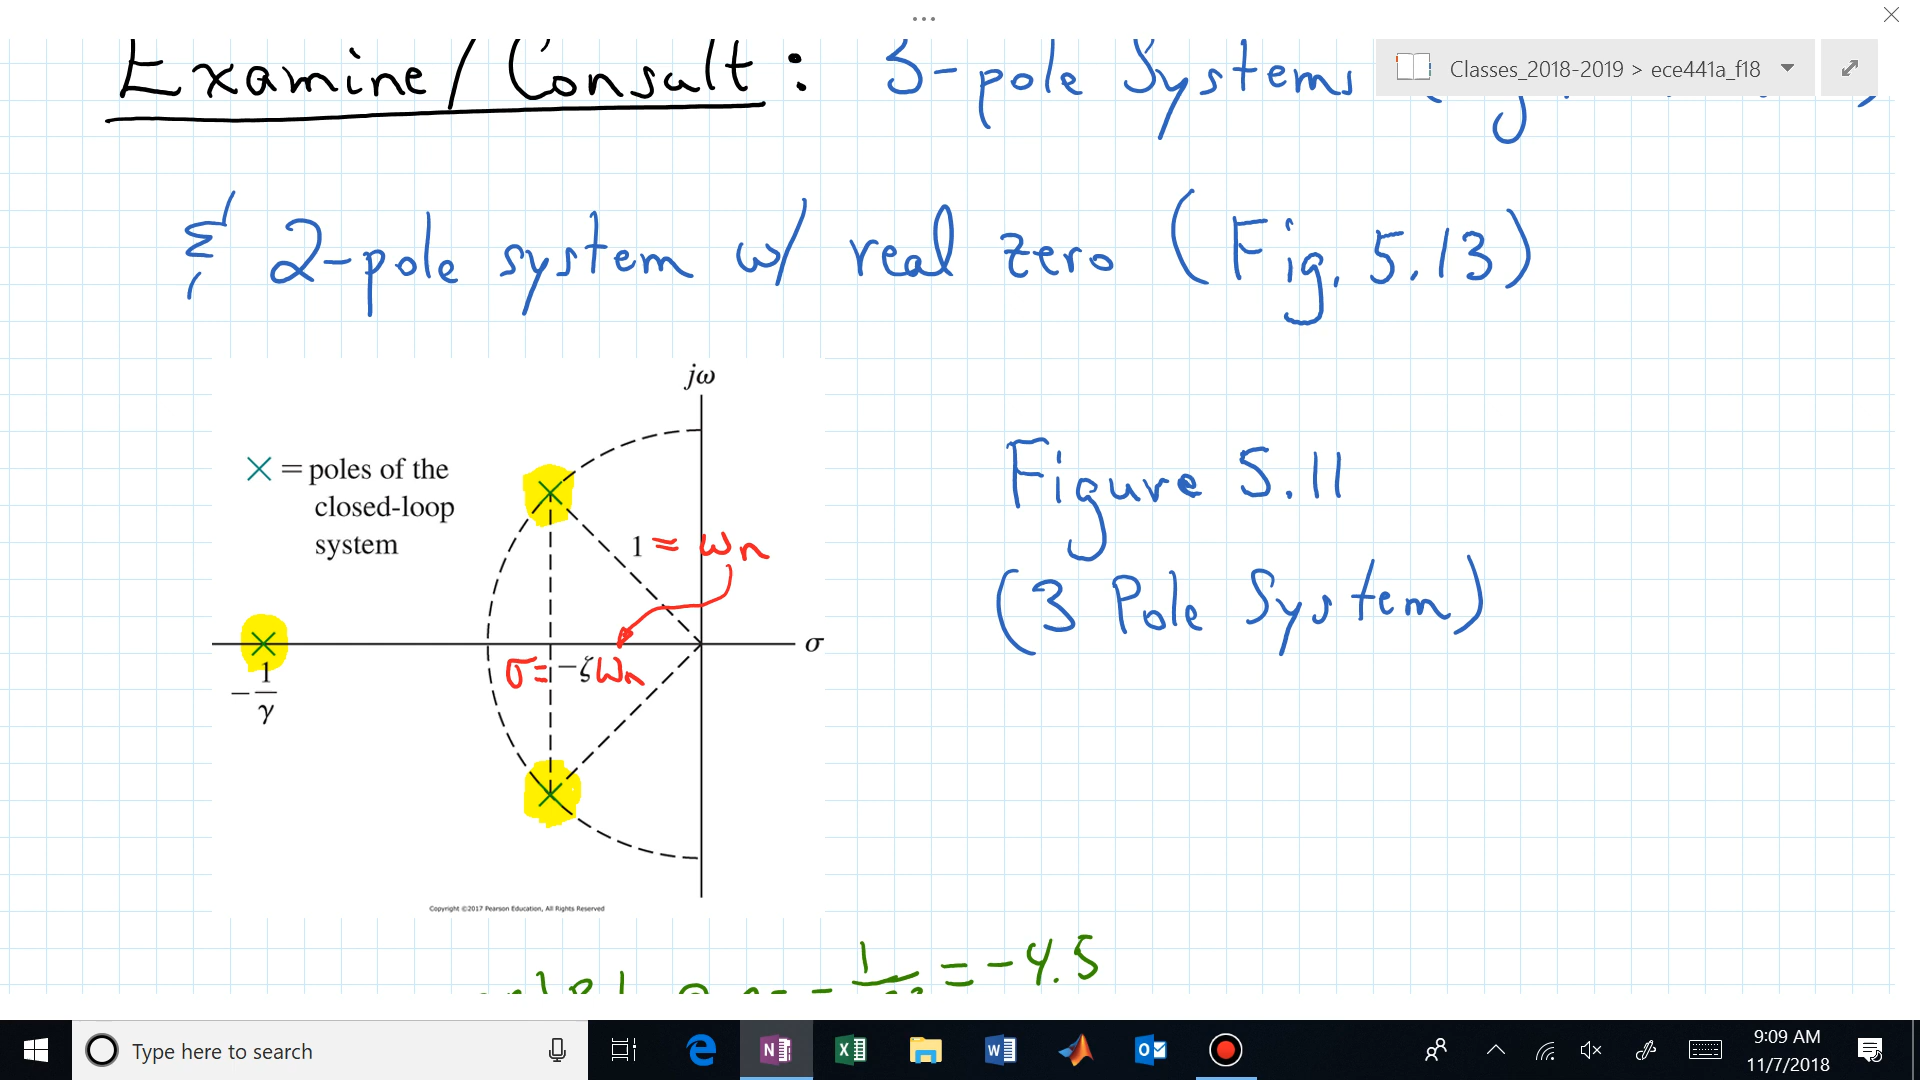 Examine/Consult: 3-pole Systems
Classes_2018-2019 > ece441a_f18
& 2-pole system w/ real zero (Fig. 5.13)
jω
× = poles of the
closed-loop
system
1 = ωn
σ
σ = -ζωn
-1/γ
Figure 5.11
(3 Pole System)
Copyright ©2017 Pearson Education, All Rights Reserved
= -4.5
Type here to search
9:09 AM
11/7/2018